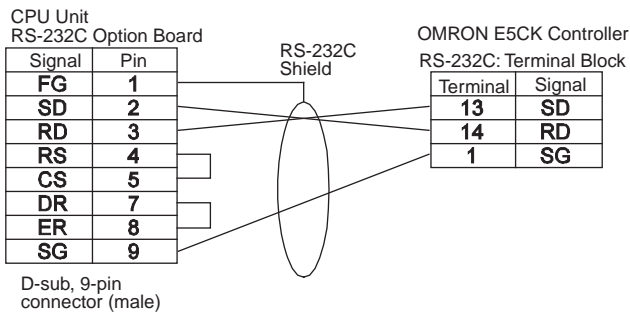 CPU Unit
RS-232C Option Board
Signal Pin
FG 1
SD 2
RD 3
RS 4
CS 5
DR 7
ER 8
SG 9
D-sub, 9-pin
connector (male)
RS-232C
Shield
OMRON E5CK Controller
RS-232C: Terminal Block
Terminal Signal
13 SD
14 RD
1 SG